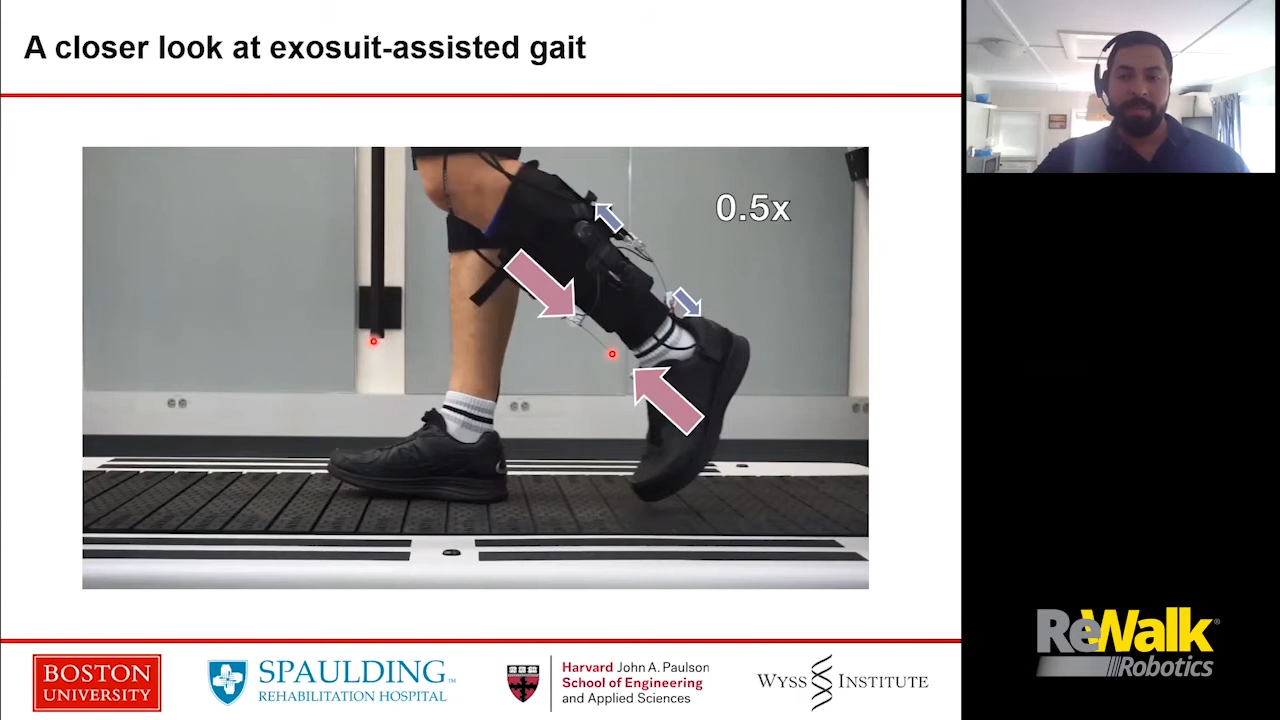 A closer look at exosuit-assisted gait
0.5x
BOSTON
UNIVERSITY
SPAULDING™
REHABILITATION HOSPITAL
Harvard John A. Paulson
School of Engineering
and Applied Sciences
WYSS INSTITUTE
ReWalk®
Robotics